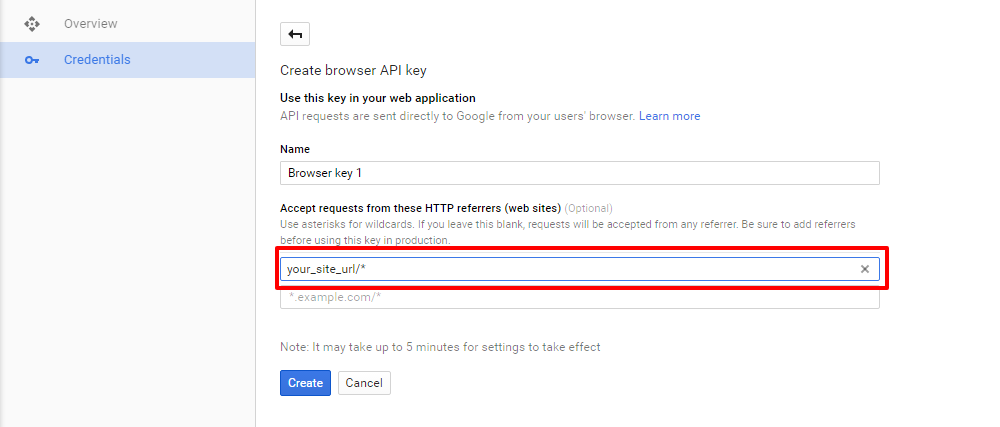 Overview
Credentials
Create browser API key
Use this key in your web application
API requests are sent directly to Google from your users' browser. Learn more
Name
Browser key 1
Accept requests from these HTTP referrers (web sites) (Optional)
Use asterisks for wildcards. If you leave this blank, requests will be accepted from any referrer. Be sure to add referrers
before using this key in production.
your_site_url/*
*.example.com/*
Note: It may take up to 5 minutes for settings to take effect
Create Cancel